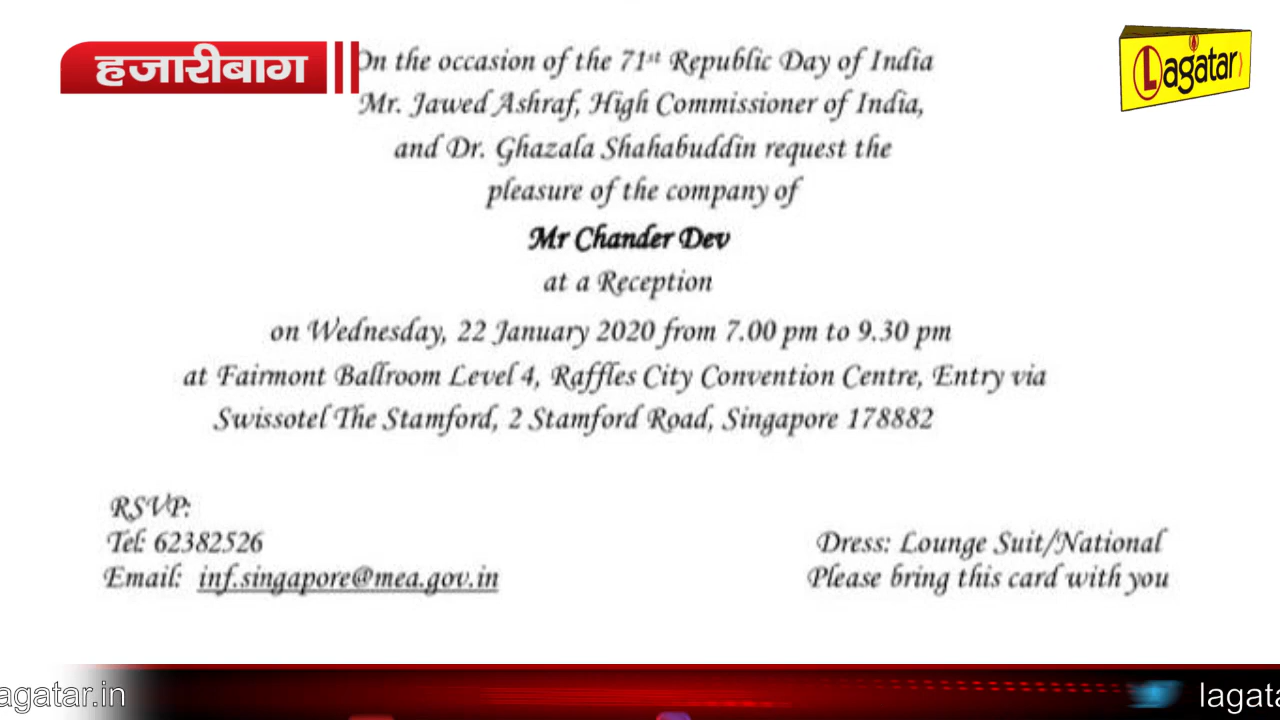 हजारीबाग
Lagatar
On the occasion of the 71st Republic Day of India
Mr. Jawed Ashraf, High Commissioner of India,
and Dr. Ghazala Shahabuddin request the
pleasure of the company of
Mr Chander Dev
at a Reception
on Wednesday, 22 January 2020 from 7.00 pm to 9.30 pm
at Fairmont Ballroom Level 4, Raffles City Convention Centre, Entry via
Swissotel The Stamford, 2 Stamford Road, Singapore 178882
RSVP:
Tel: 62382526
Email: inf.singapore@mea.gov.in
Dress: Lounge Suit/National
Please bring this card with you
agatar.in
lagata